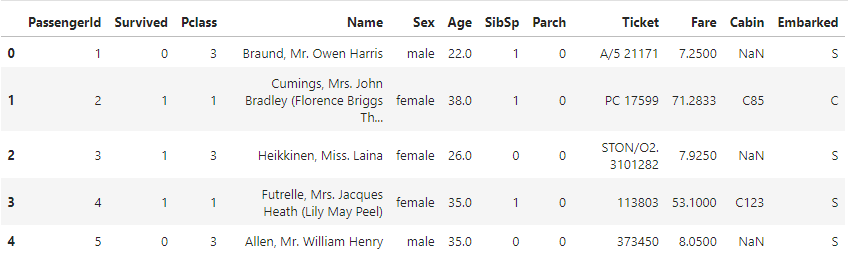 PassengerId Survived Pclass Name Sex Age SibSp Parch Ticket Fare Cabin Embarked
0 1 0 3 Braund, Mr. Owen Harris male 22.0 1 0 A/5 21171 7.2500 NaN S
Cumings, Mrs. John
1 2 1 1 Bradley (Florence Briggs female 38.0 1 0 PC 17599 71.2833 C85 C
Th...
2 3 1 3 Heikkinen, Miss. Laina female 26.0 0 0 STON/O2. 7.9250 NaN S
3101282
3 4 1 1 Futrelle, Mrs. Jacques female 35.0 1 0 113803 53.1000 C123 S
Heath (Lily May Peel)
4 5 0 3 Allen, Mr. William Henry male 35.0 0 0 373450 8.0500 NaN S